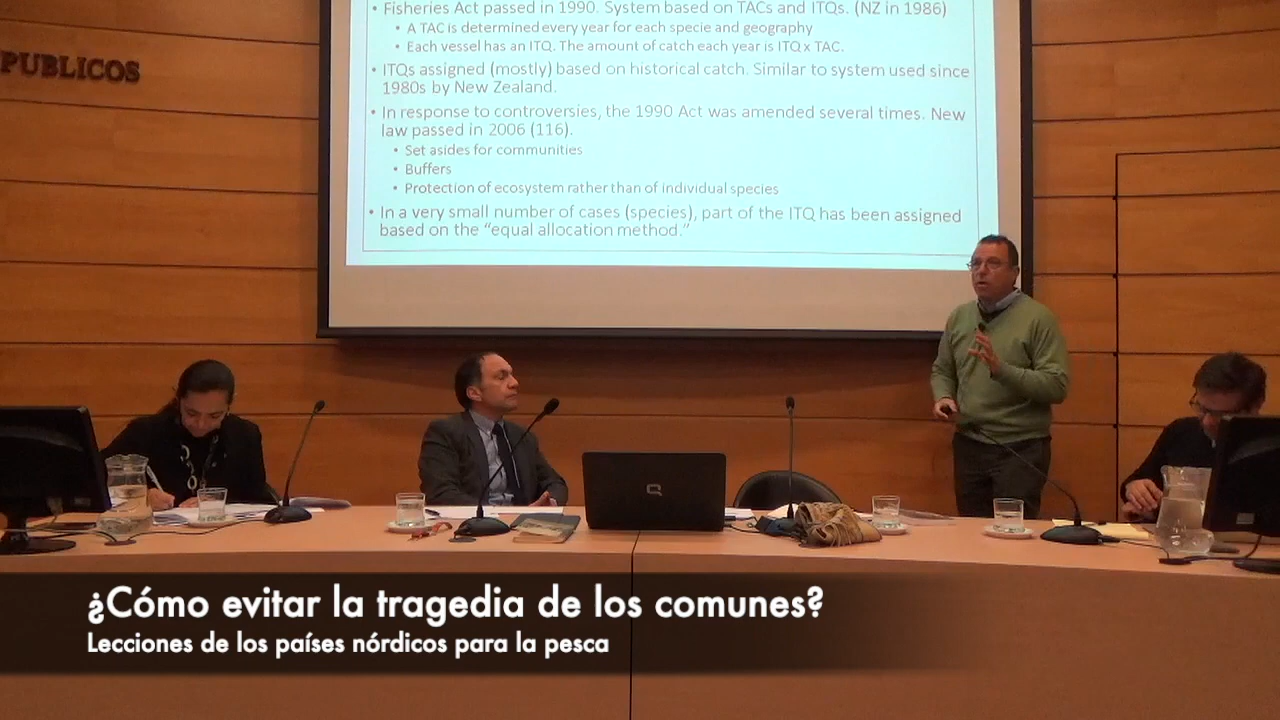 • Fisheries Act passed in 1990. System based on TACs and ITQs. (NZ in 1986)
• A TAC is determined every year for each specie and geography
• Each vessel has an ITQ. The amount of catch each year is ITQ x TAC.
• ITQs assigned (mostly) based on historical catch. Similar to system used since
1980s by New Zealand.
• In response to controversies, the 1990 Act was amended several times. New
law passed in 2006 (116).
• Set asides for communities
• Buffers
• Protection of ecosystem rather than of individual species
• In a very small number of cases (species), part of the ITQ has been assigned
based on the “equal allocation method.”
PUBLICOS
¿Cómo evitar la tragedia de los comunes?
Lecciones de los países nórdicos para la pesca